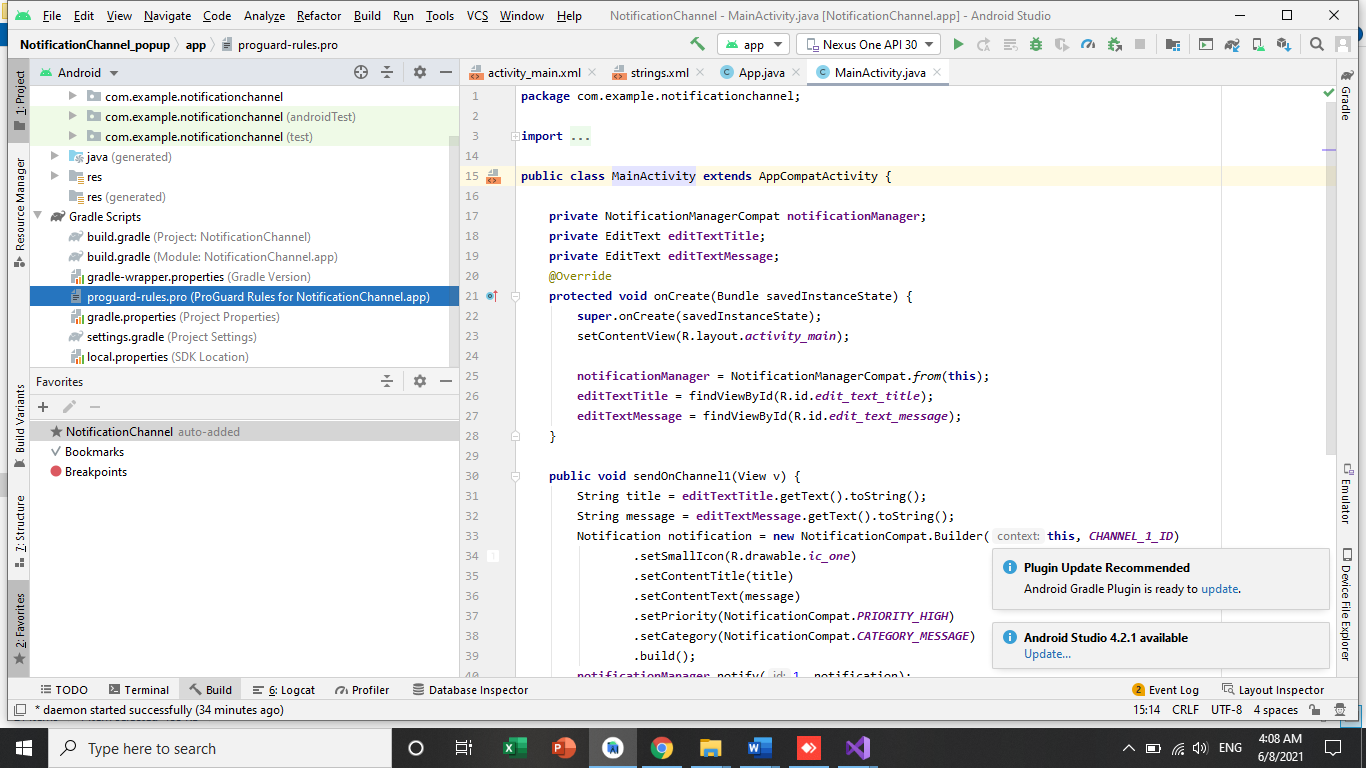 File Edit View Navigate Code Analyze Refactor Build Run Tools VCS Window Help NotificationChannel - MainActivity.java [NotificationChannel.app] - Android Studio
NotificationChannel_popup app proguard-rules.pro app Nexus One API 30
1: Project
Resource Manager
Build Variants
7: Structure
2: Favorites
Android
com.example.notificationchannel
com.example.notificationchannel (androidTest)
com.example.notificationchannel (test)
java (generated)
res
res (generated)
Gradle Scripts
build.gradle (Project: NotificationChannel)
build.gradle (Module: NotificationChannel.app)
gradle-wrapper.properties (Gradle Version)
proguard-rules.pro (ProGuard Rules for NotificationChannel.app)
gradle.properties (Project Properties)
settings.gradle (Project Settings)
local.properties (SDK Location)
Favorites
NotificationChannel auto-added
Bookmarks
Breakpoints
activity_main.xml strings.xml App.java MainActivity.java
1 package com.example.notificationchannel;
2
3 import ...
14
15 public class MainActivity extends AppCompatActivity {
16
17 private NotificationManagerCompat notificationManager;
18 private EditText editTextTitle;
19 private EditText editTextMessage;
20 @Override
21 protected void onCreate(Bundle savedInstanceState) {
22 super.onCreate(savedInstanceState);
23 setContentView(R.layout.activity_main);
24
25 notificationManager = NotificationManagerCompat.from(this);
26 editTextTitle = findViewById(R.id.edit_text_title);
27 editTextMessage = findViewById(R.id.edit_text_message);
28 }
29
30 public void sendOnChannel1(View v) {
31 String title = editTextTitle.getText().toString();
32 String message = editTextMessage.getText().toString();
33 Notification notification = new NotificationCompat.Builder( context: this, CHANNEL_1_ID)
34 .setSmallIcon(R.drawable.ic_one)
35 .setContentTitle(title)
36 .setContentText(message)
37 .setPriority(NotificationCompat.PRIORITY_HIGH)
38 .setCategory(NotificationCompat.CATEGORY_MESSAGE)
39 .build();
40 notificationManager.notify( id: 1, notification);
Plugin Update Recommended
Android Gradle Plugin is ready to update.
Android Studio 4.2.1 available
Update...
Gradle
Emulator
Device File Explorer
TODO Terminal Build 6: Logcat Profiler Database Inspector 2 Event Log Layout Inspector
* daemon started successfully (34 minutes ago) 15:14 CRLF UTF-8 4 spaces
Type here to search ENG 4:08 AM
6/8/2021